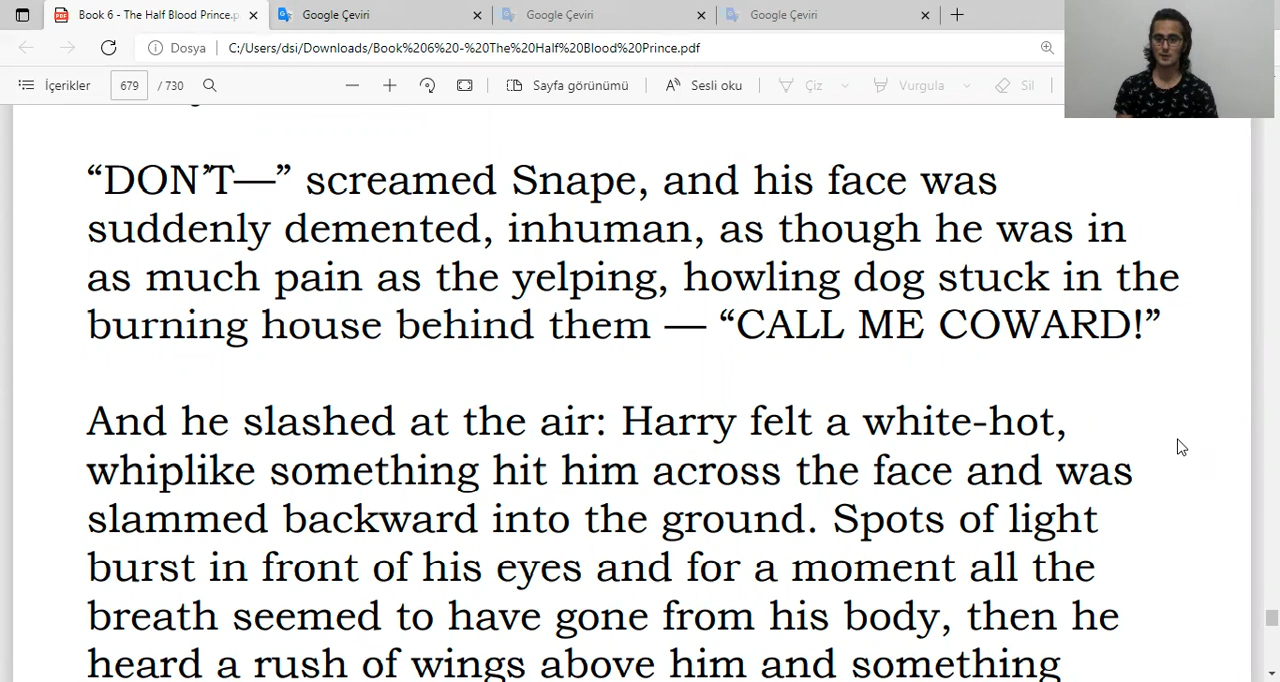 Book 6 - The Half Blood Prince.p
Google Çeviri
Google Çeviri
Google Çeviri
Dosya
C:/Users/dsi/Downloads/Book%206%20-%20The%20Half%20Blood%20Prince.pdf
İçerikler
679 / 730
Sayfa görünümü
Sesli oku
Çiz
Vurgula
Sil
“DON’T—” screamed Snape, and his face was
suddenly demented, inhuman, as though he was in
as much pain as the yelping, howling dog stuck in the
burning house behind them — “CALL ME COWARD!”
And he slashed at the air: Harry felt a white-hot,
whiplike something hit him across the face and was
slammed backward into the ground. Spots of light
burst in front of his eyes and for a moment all the
breath seemed to have gone from his body, then he
heard a rush of wings above him and something